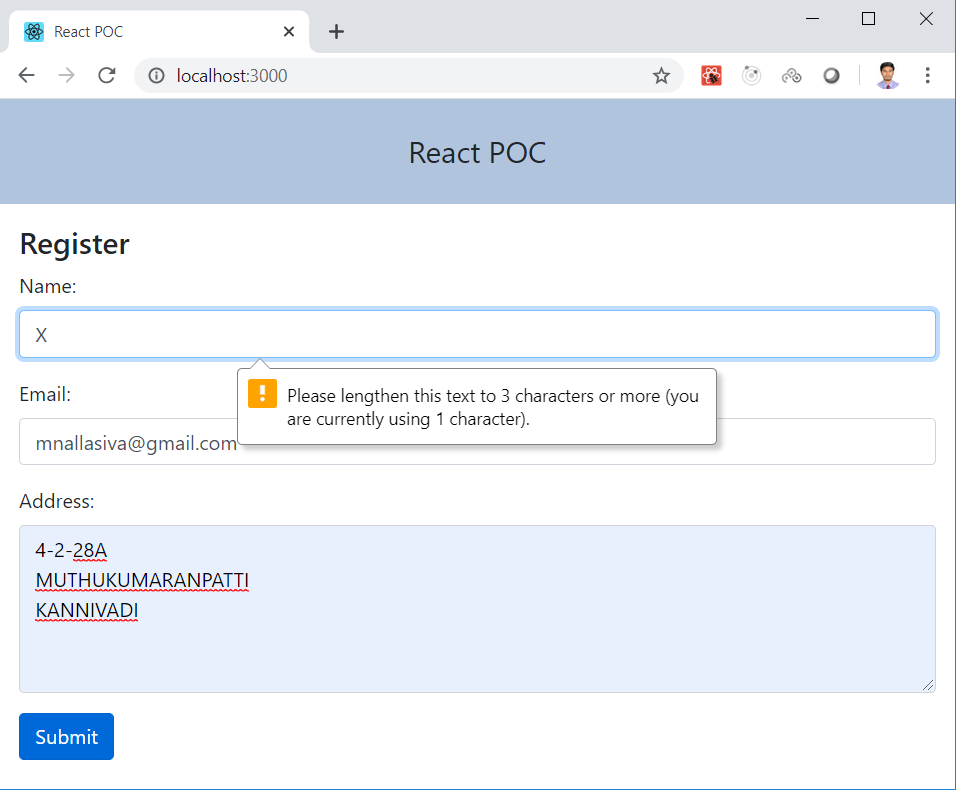 React POC
localhost:3000
React POC
Register
Name:
X
Please lengthen this text to 3 characters or more (you
are currently using 1 character).
Email:
mnallasiva@gmail.com
Address:
4-2-28A
MUTHUKUMARANPATTI
KANNIVADI
Submit